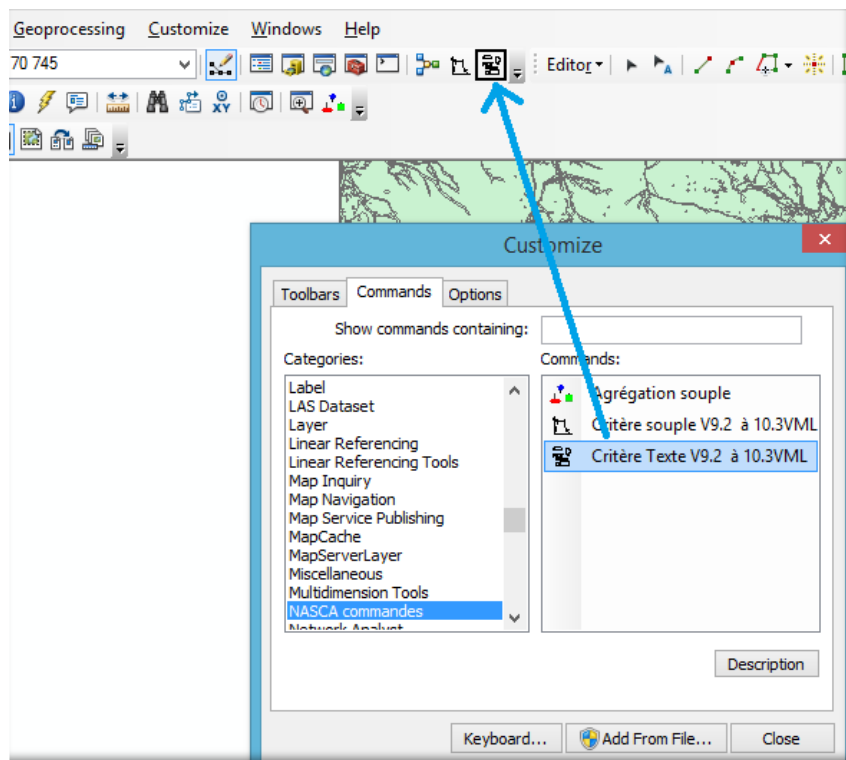 Geoprocessing Customize Windows Help
70 745
Editor
Customize
Toolbars Commands Options
Show commands containing:
Categories: Commands:
Label
LAS Dataset
Layer
Linear Referencing
Linear Referencing Tools
Map Inquiry
Map Navigation
Map Service Publishing
MapCache
MapServerLayer
Miscellaneous
Multidimension Tools
NASCA commandes
Network Analyst
Agrégation souple
Critère souple V9.2 à 10.3VML
Critère Texte V9.2 à 10.3VML
Description
Keyboard... Add From File... Close